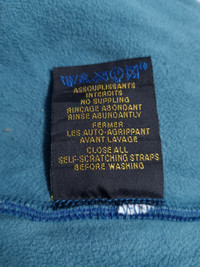 ASSOUPLISSANTS
INTERDITS
NO SUPPLING
RINCAGE ABONDANT
RINSE ABUNDANTLY
FERMER
LES AUTO-AGRIPPANT
AVANT LAVAGE
CLOSE ALL
SELF-SCRATCHING STRAPS
BEFORE WASHING